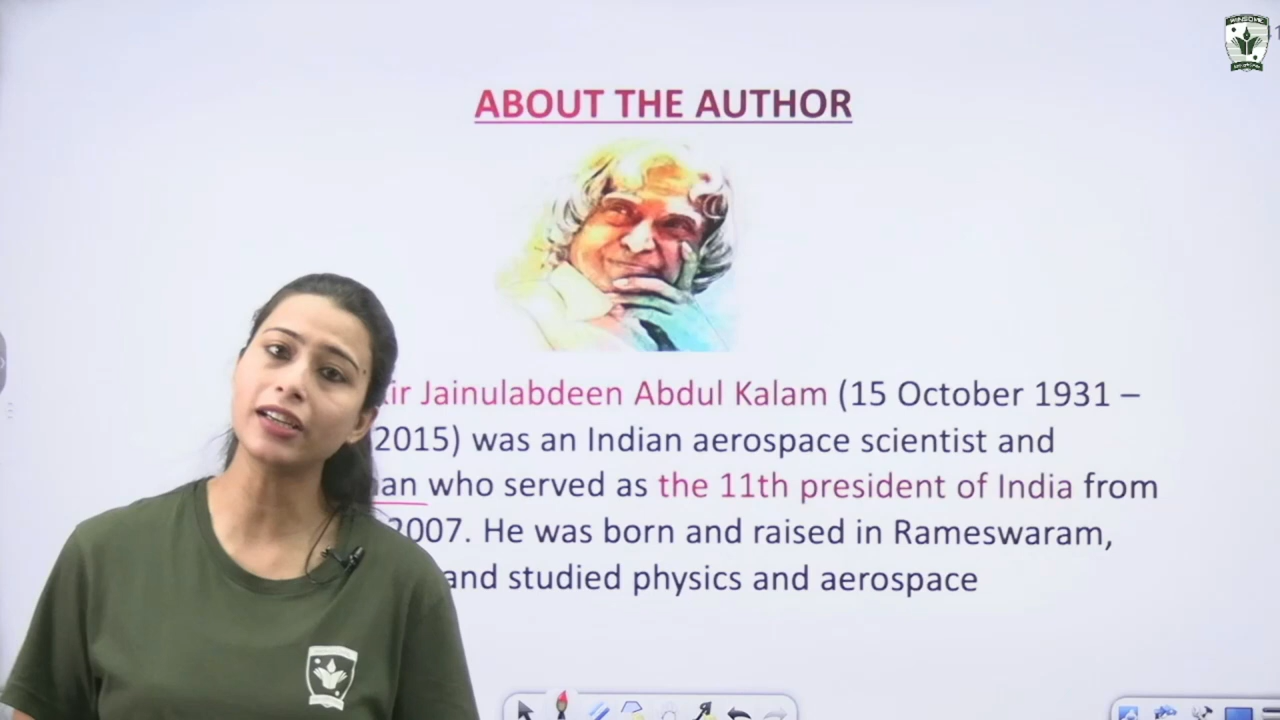 ABOUT THE AUTHOR
Jainulabdeen Abdul Kalam (15 October 1931 –
2015) was an Indian aerospace scientist and
who served as the 11th president of India from
2007. He was born and raised in Rameswaram,
and studied physics and aerospace